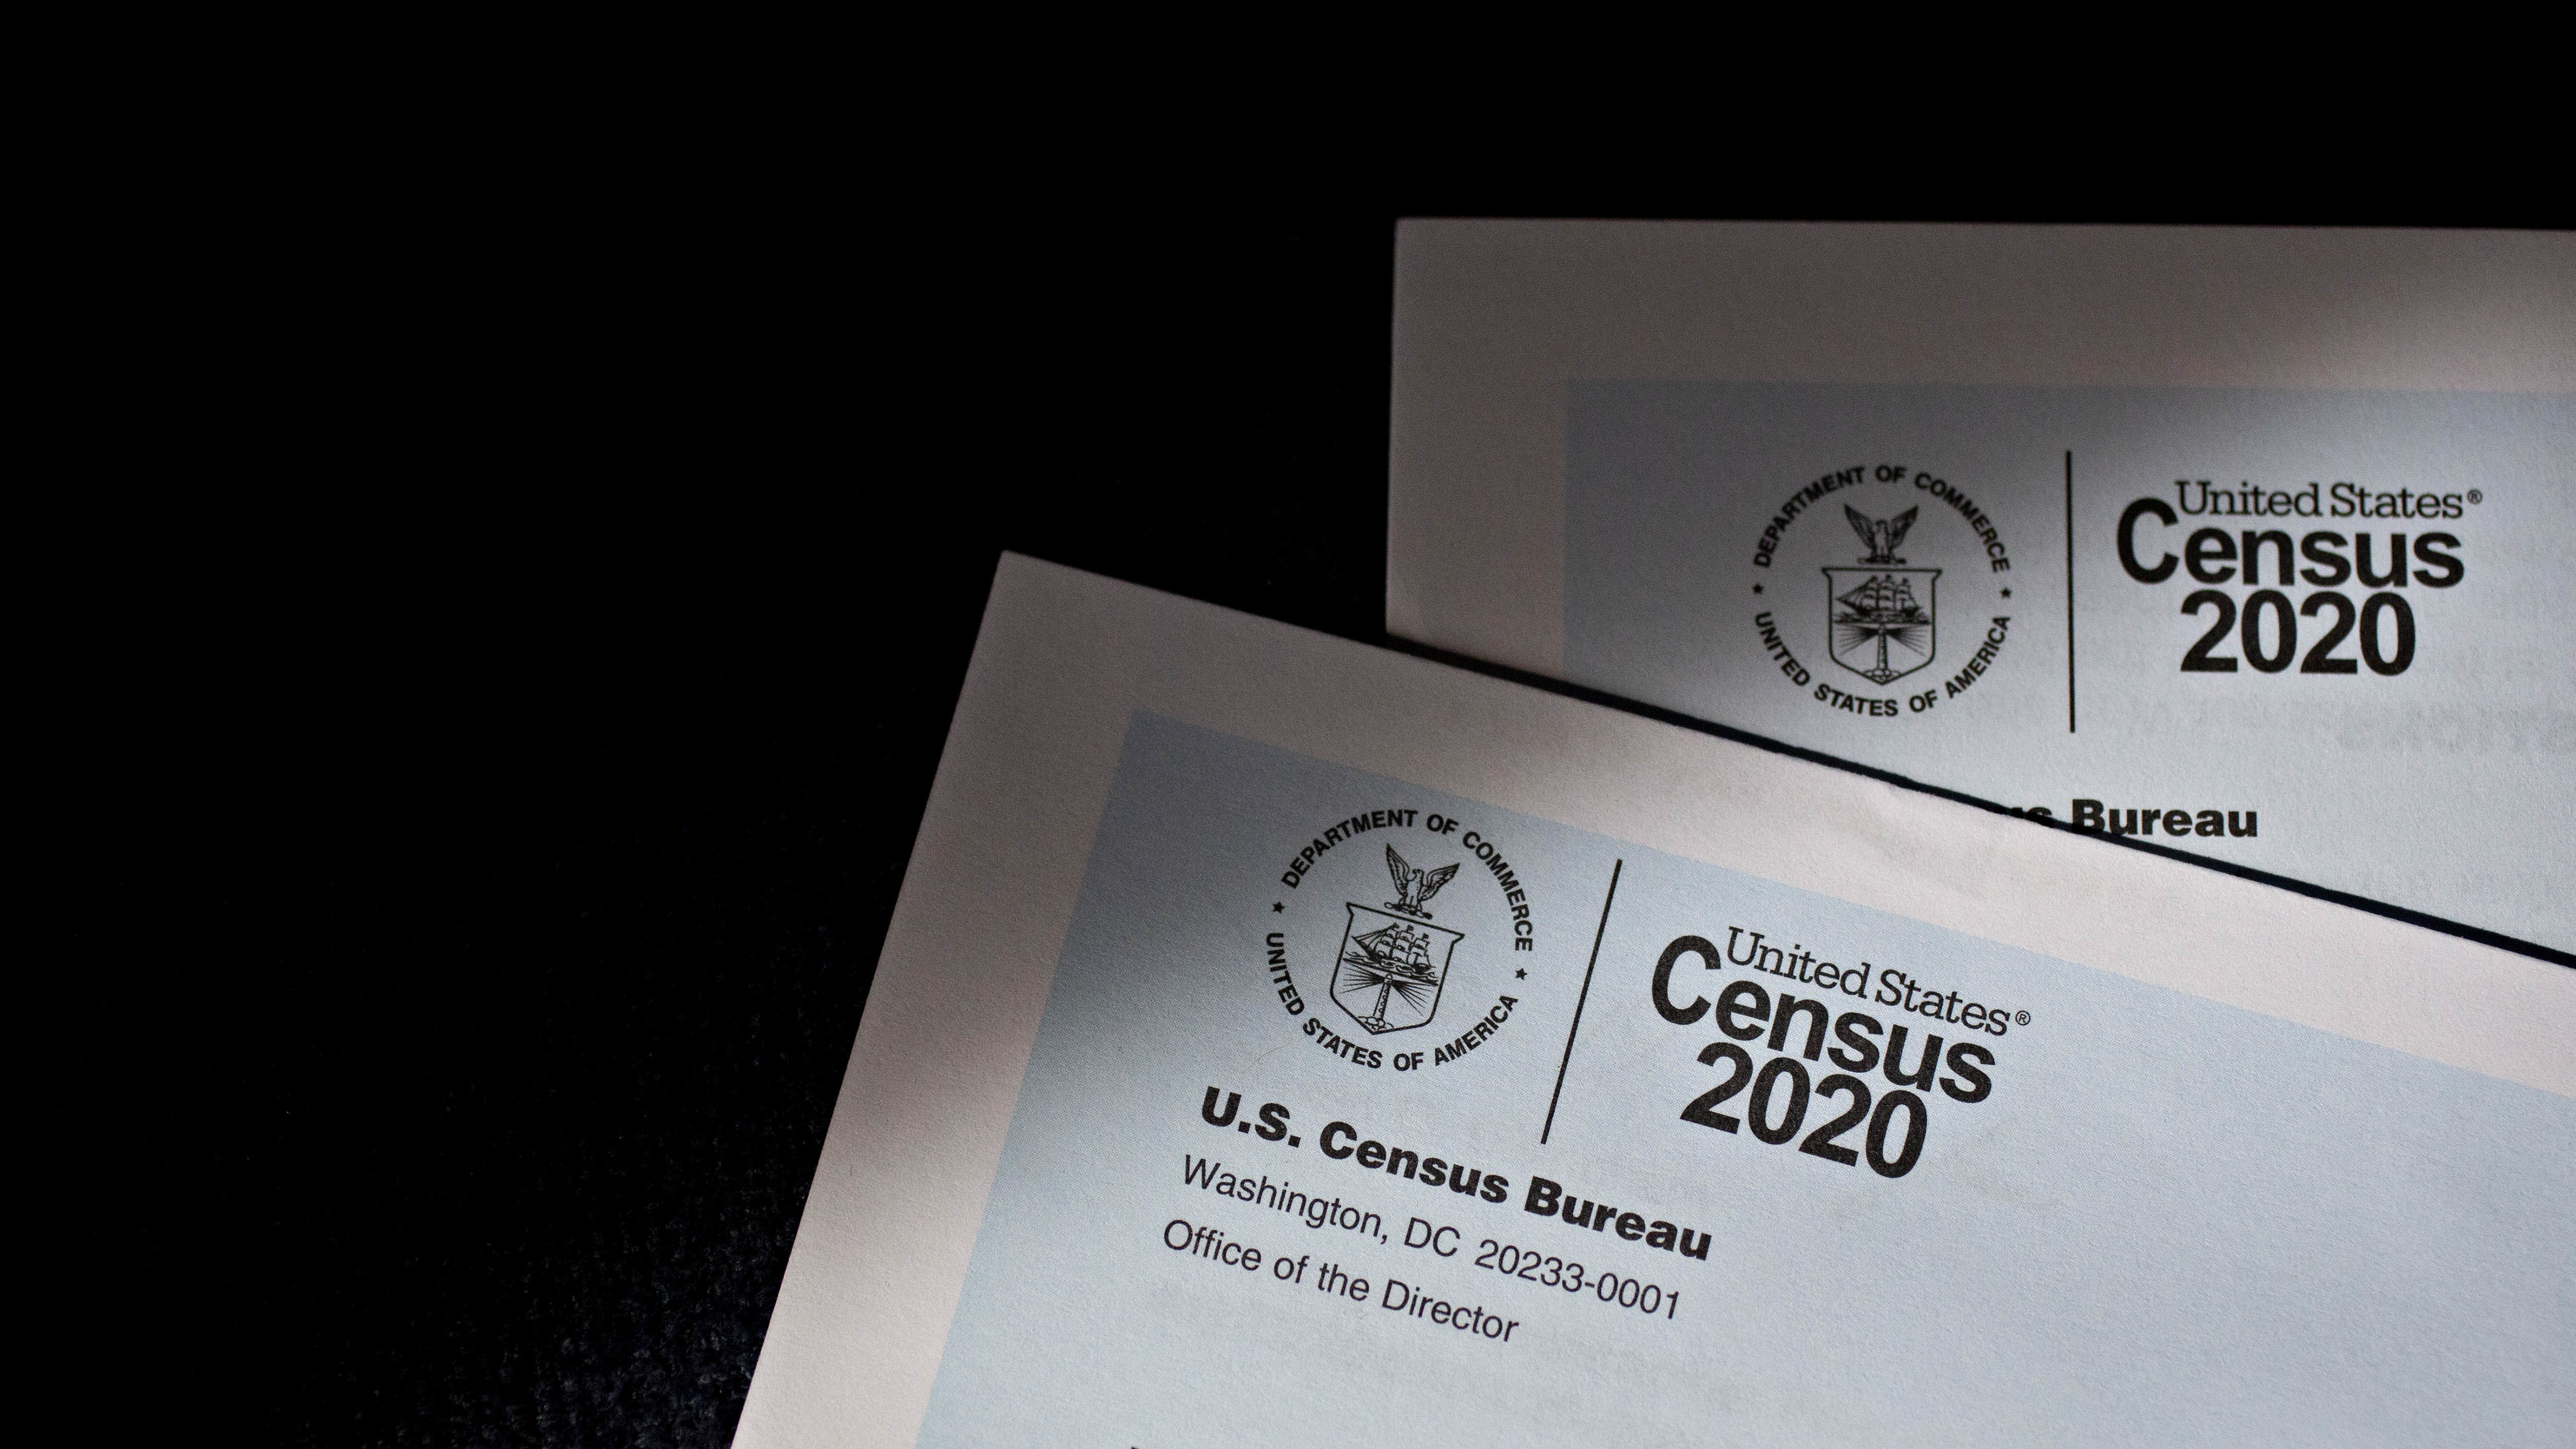 DEPARTMENT OF COMMERCE
UNITED STATES OF AMERICA
United States®
Census
2020
Bureau
DEPARTMENT OF COMMERCE
UNITED STATES OF AMERICA
United States®
Census
2020
U.S. Census Bureau
Washington, DC 20233-0001
Office of the Director